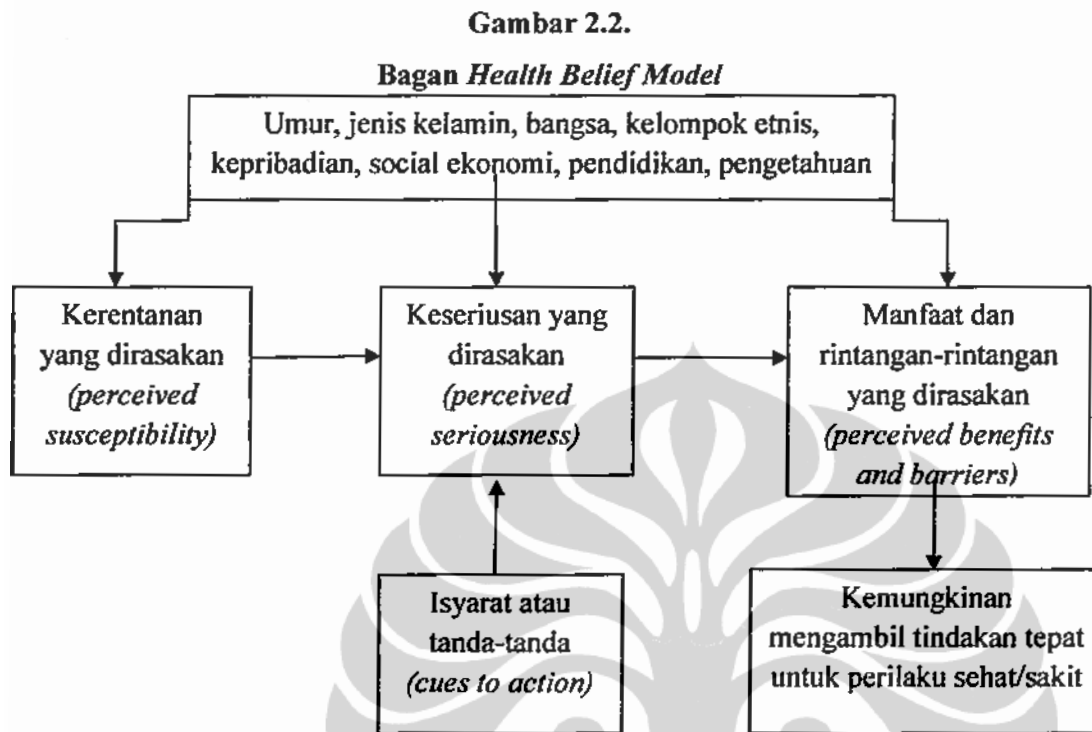 Gambar 2.2.
Bagan Health Belief Model
Umur, jenis kelamin, bangsa, kelompok etnis,
kepribadian, social ekonomi, pendidikan, pengetahuan
Kerentanan
yang dirasakan
(perceived
susceptibility)
Keseriusan yang
dirasakan
(perceived
seriousness)
Manfaat dan
rintangan-rintangan
yang dirasakan
(perceived benefits
and barriers)
Isyarat atau
tanda-tanda
(cues to action)
Kemungkinan
mengambil tindakan tepat
untuk perilaku sehat/sakit